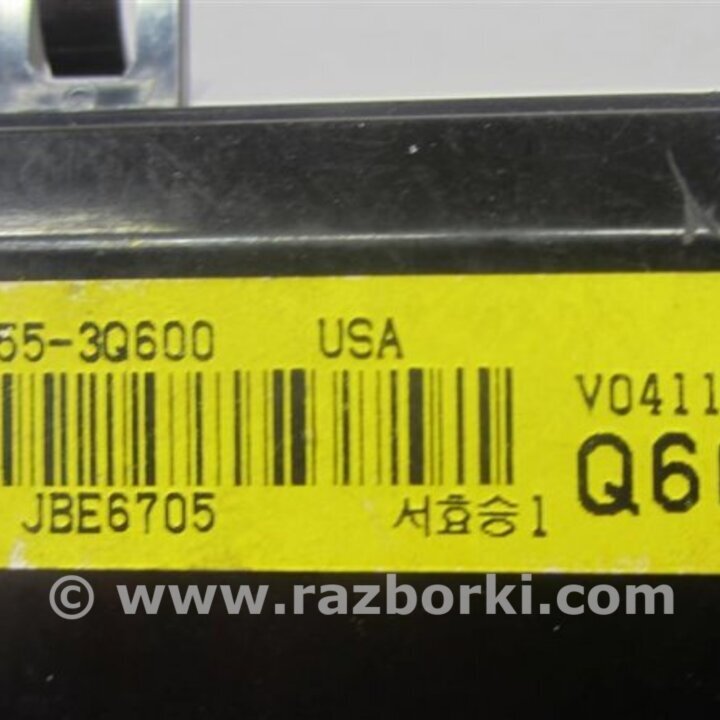 55-3Q600 USA
V0411
Q6
JBE6705 서효승1
© www.razborki.com